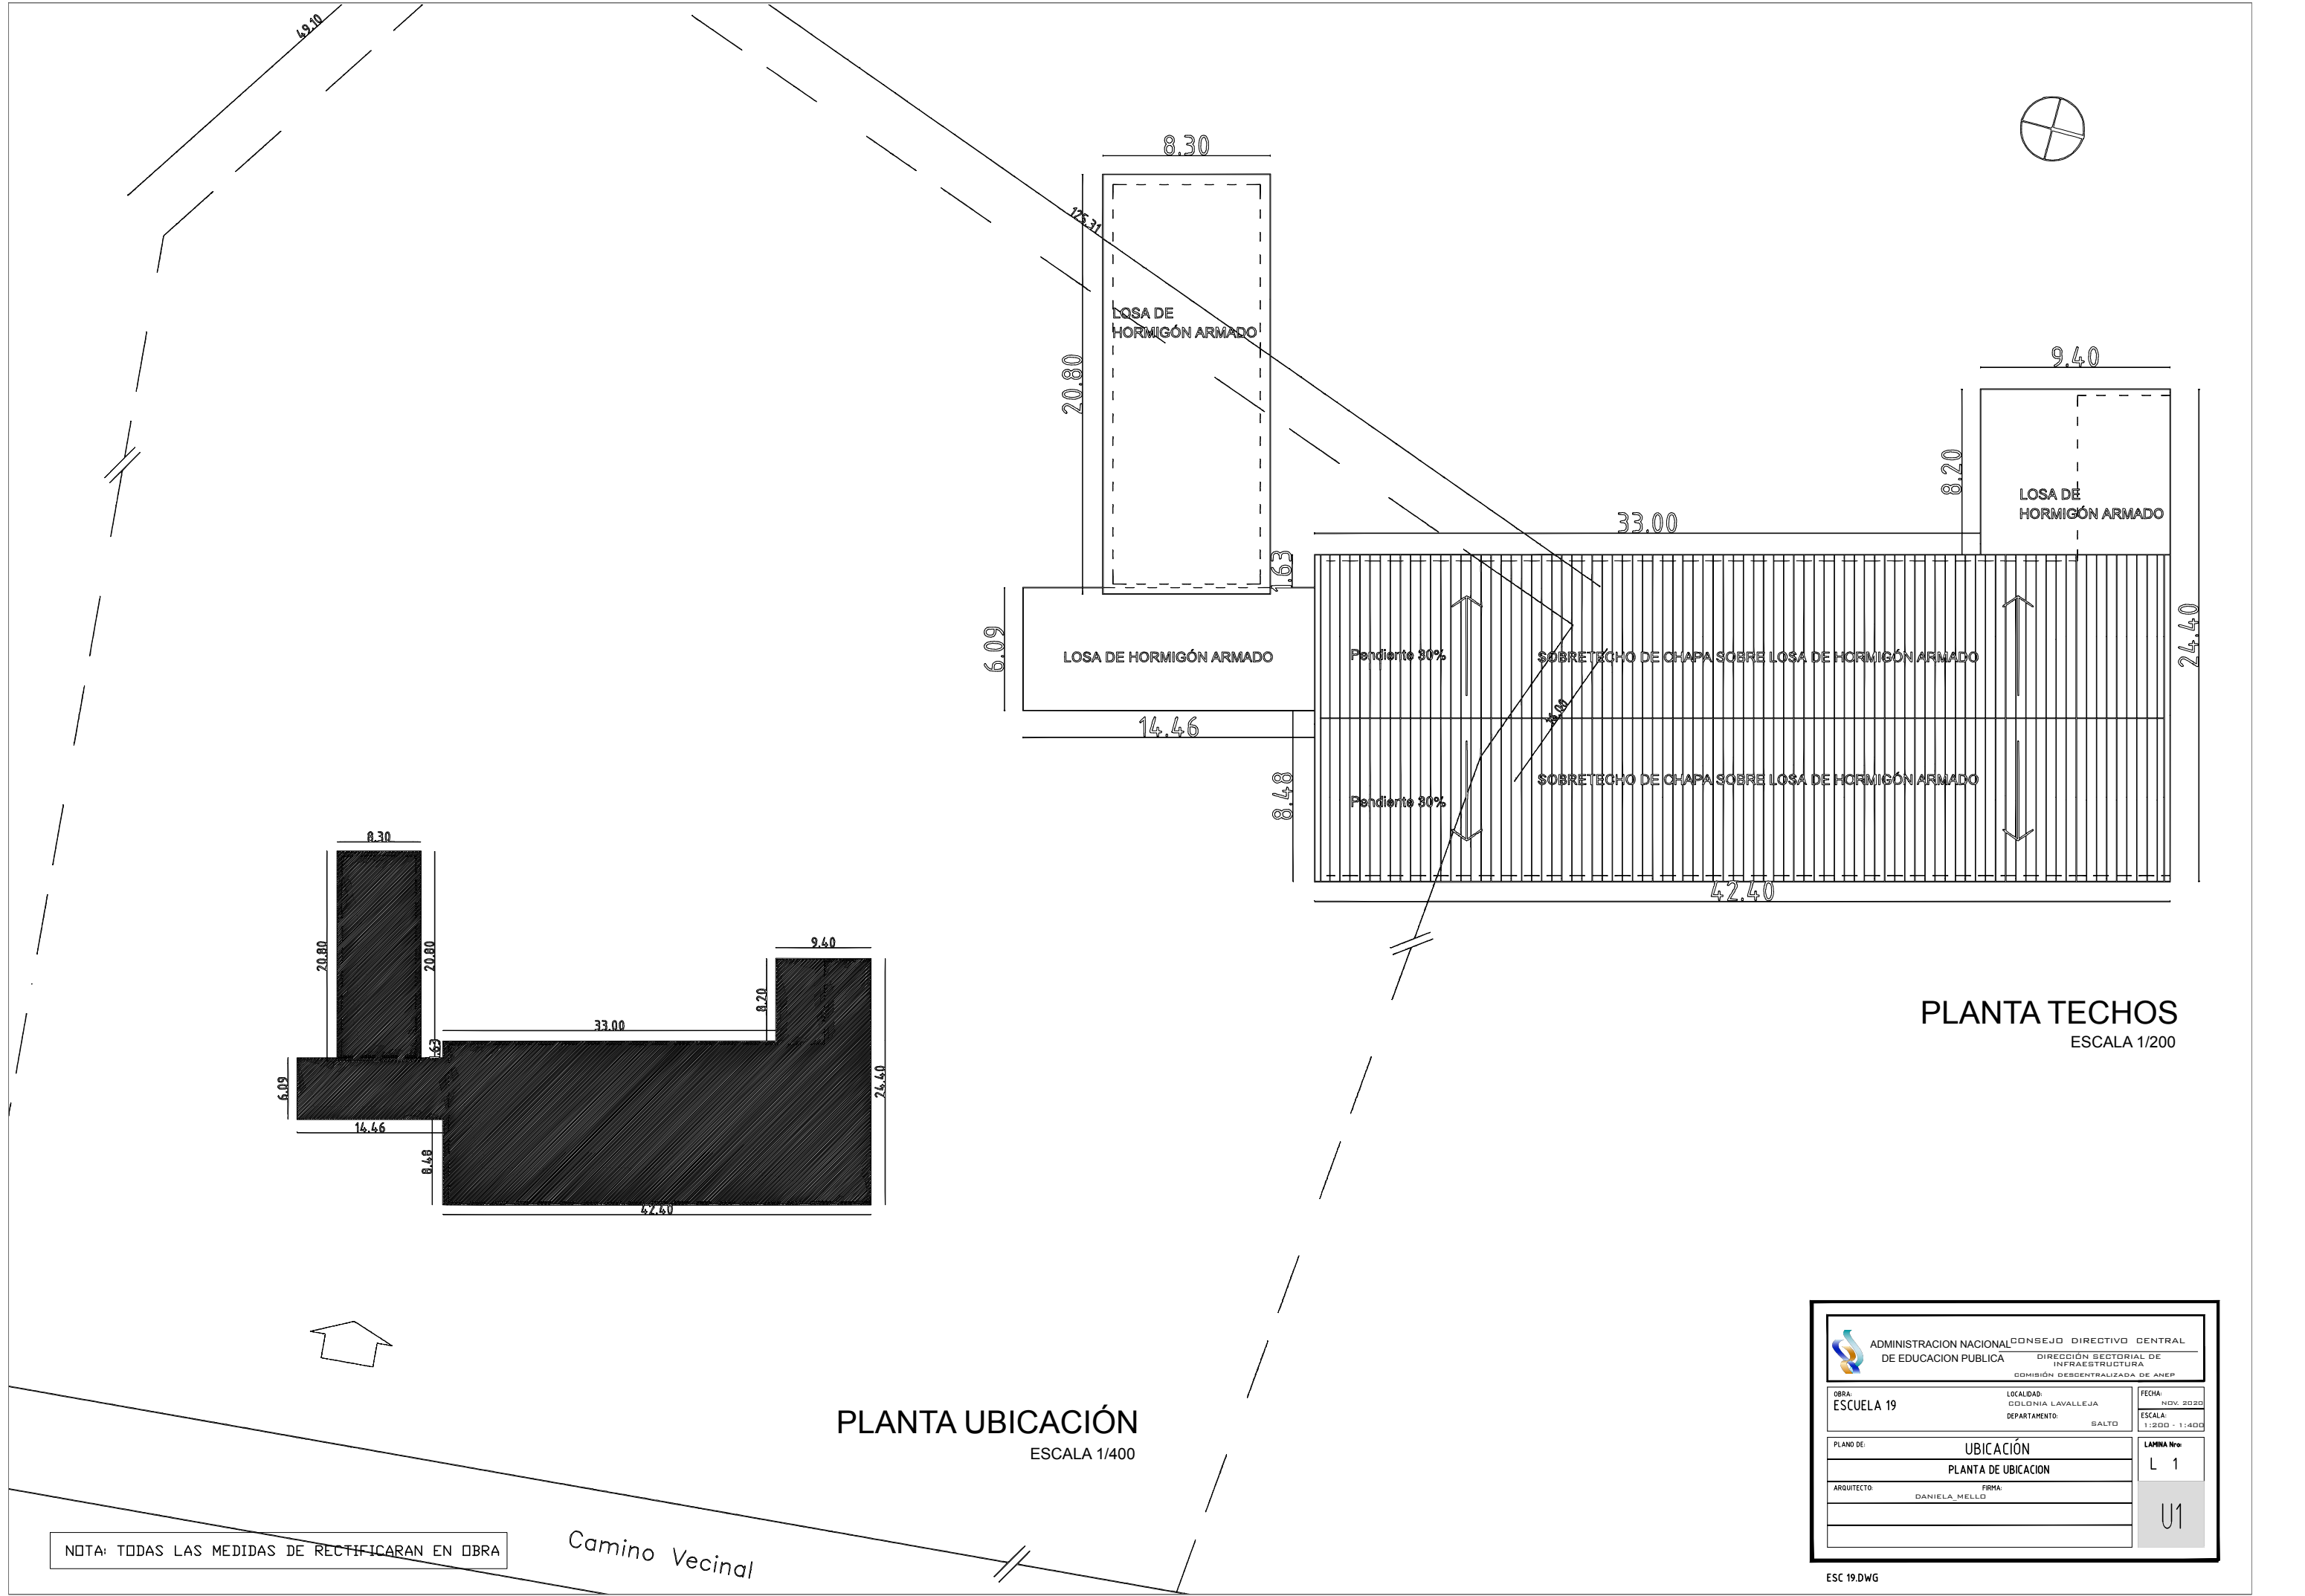 49.10
125.31
8.30
20.80
LOSA DE
HORMIGÓN ARMADO
9.40
8.20
LOSA DE
HORMIGÓN ARMADO
33.00
1.63
6.09
LOSA DE HORMIGÓN ARMADO
14.46
8.48
Pendiente 30%
SOBRETECHO DE CHAPA SOBRE LOSA DE HORMIGÓN ARMADO
24.40
SOBRETECHO DE CHAPA SOBRE LOSA DE HORMIGÓN ARMADO
Pendiente 30%
42.40
PLANTA TECHOS
ESCALA 1/200
8.30
20.80
20.80
9.40
8.20
33.00
6.09
14.46
8.48
24.40
42.40
PLANTA UBICACIÓN
ESCALA 1/400
NOTA: TODAS LAS MEDIDAS DE RECTIFICARAN EN OBRA
Camino Vecinal
ADMINISTRACION NACIONAL
DE EDUCACION PUBLICA
CONSEJO DIRECTIVO CENTRAL
DIRECCIÓN SECTORIAL DE
INFRAESTRUCTURA
COMISIÓN DESCENTRALIZADA DE ANEP
OBRA:
ESCUELA 19
LOCALIDAD:
COLONIA LAVALLEJA
DEPARTAMENTO:
SALTO
FECHA:
NOV. 2020
ESCALA:
1:200 - 1:400
PLANO DE:
UBICACIÓN
PLANTA DE UBICACION
LAMINA Nro:
L 1
ARQUITECTO:
FIRMA:
DANIELA_MELLO
U1
ESC 19.DWG